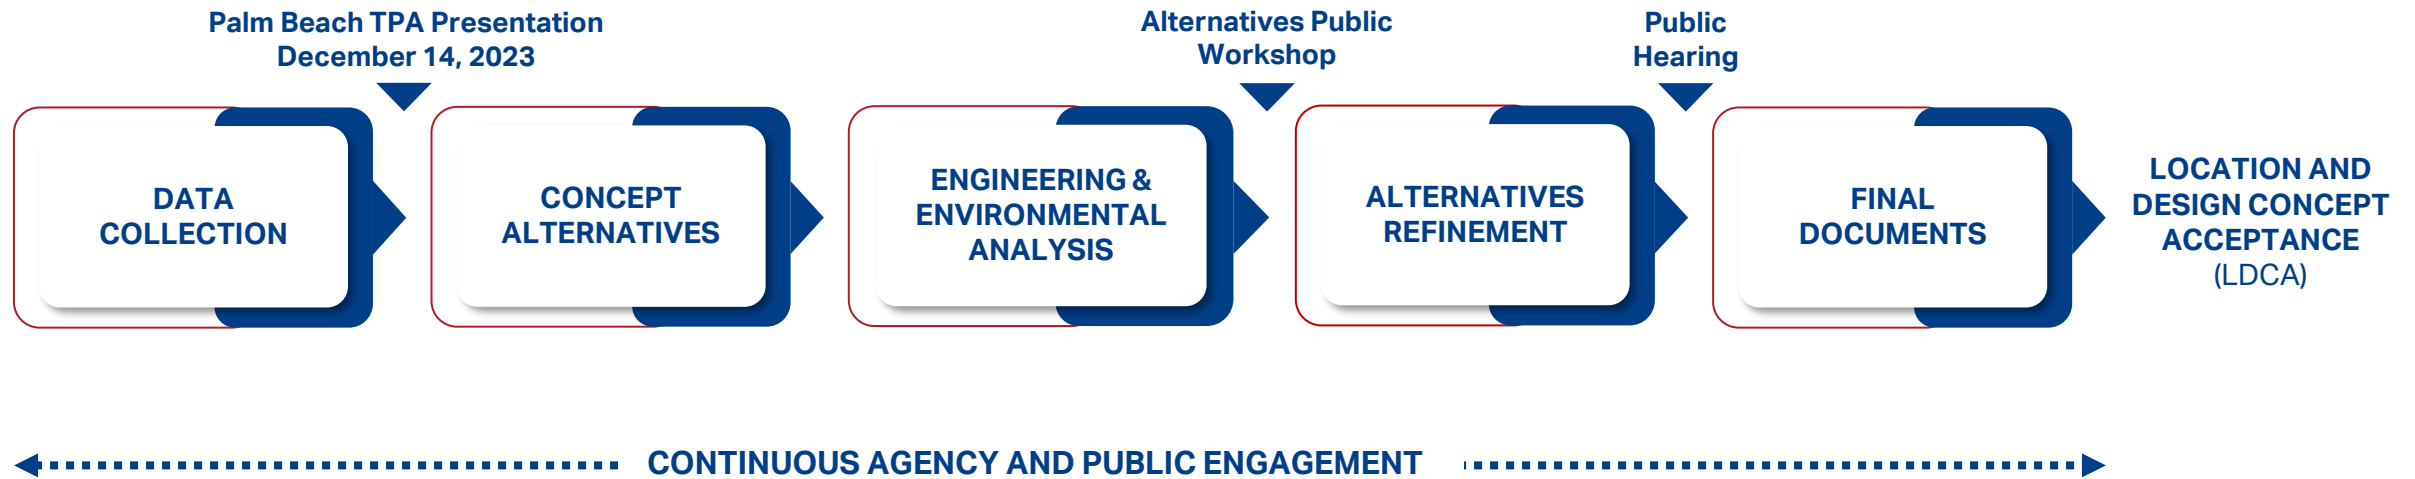 Palm Beach TPA Presentation
December 14, 2023
Alternatives Public
Workshop
Public
Hearing
DATA
COLLECTION
CONCEPT
ALTERNATIVES
ENGINEERING &
ENVIRONMENTAL
ANALYSIS
ALTERNATIVES
REFINEMENT
FINAL
DOCUMENTS
LOCATION AND
DESIGN CONCEPT
ACCEPTANCE
(LDCA)
CONTINUOUS AGENCY AND PUBLIC ENGAGEMENT